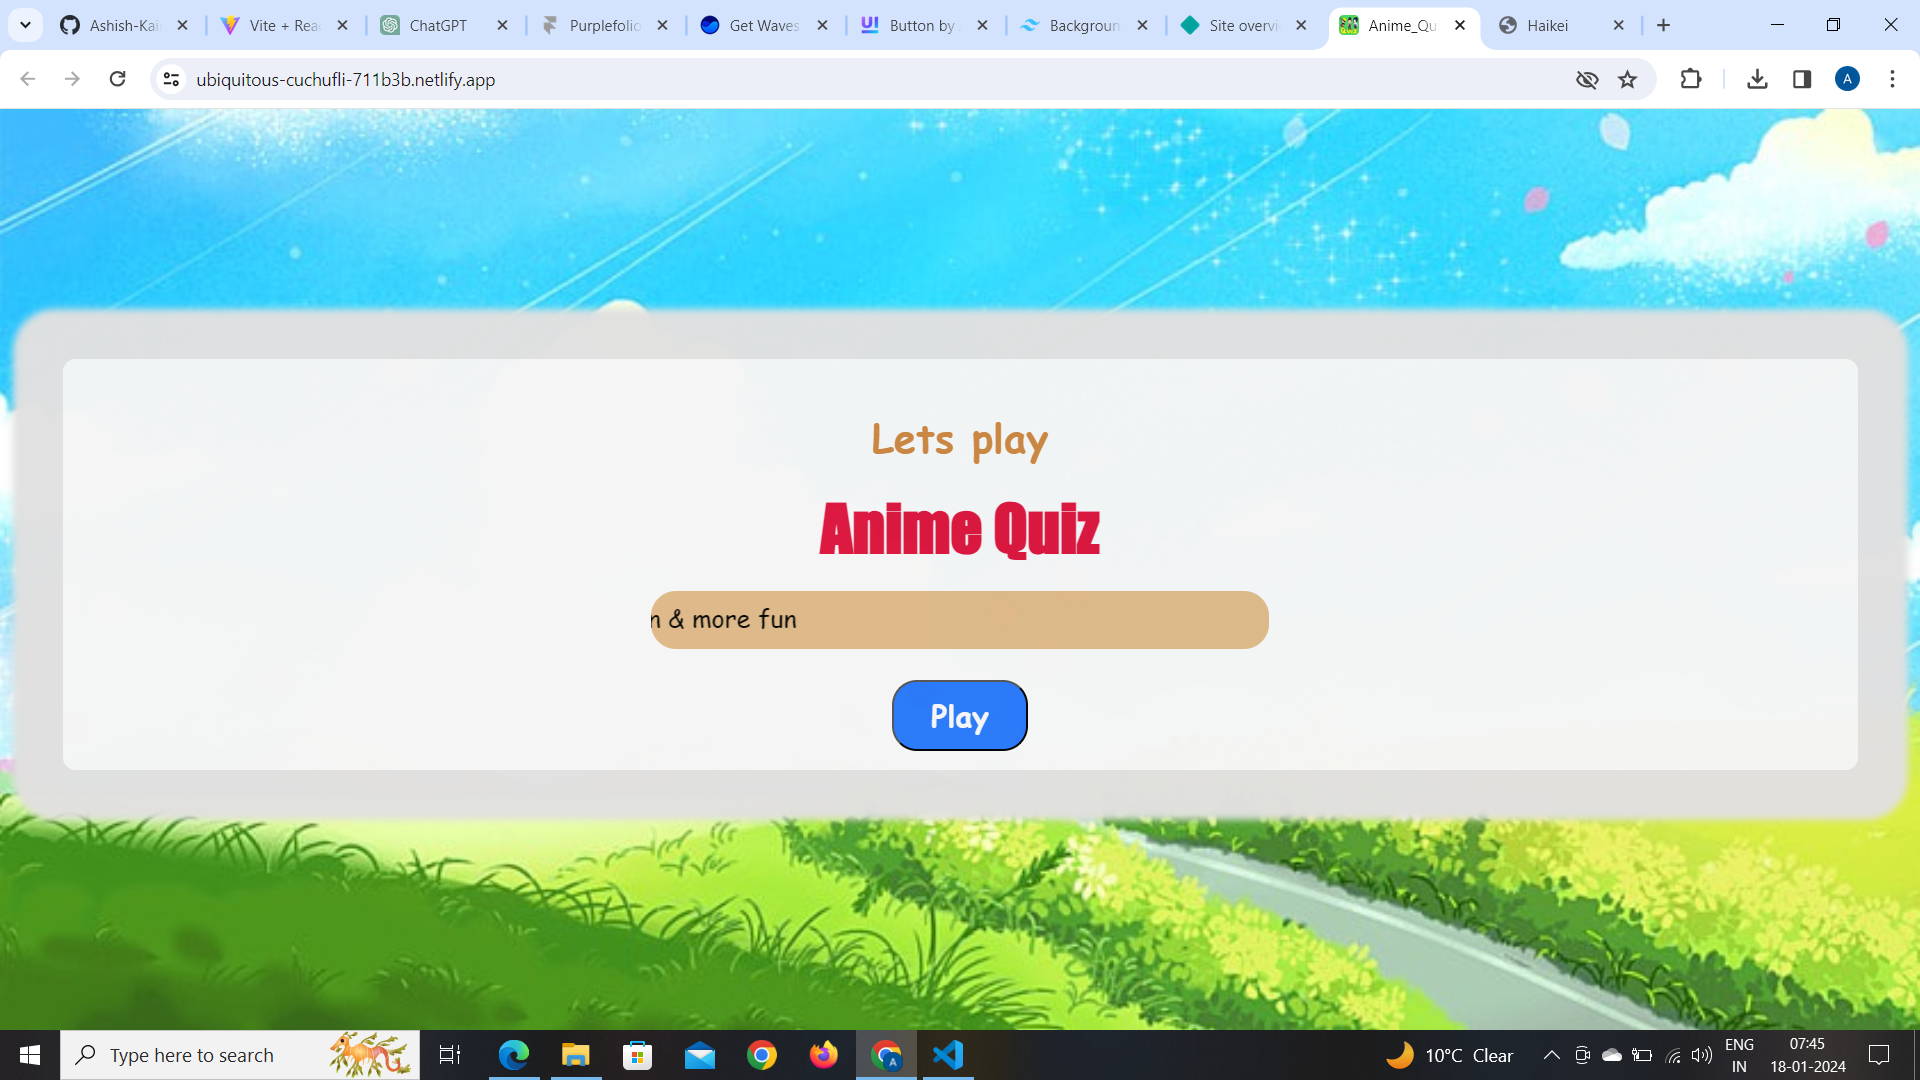 Ashish-Kai
Vite + Rea
ChatGPT
Purplefolio
Get Waves
Button by
Backgroun
Site overvi
Anime_Qu
Haikei
ubiquitous-cuchufli-711b3b.netlify.app
A
Lets play
Anime Quiz
n & more fun
Play
Type here to search
A
10°C Clear
ENG
IN
07:45
18-01-2024